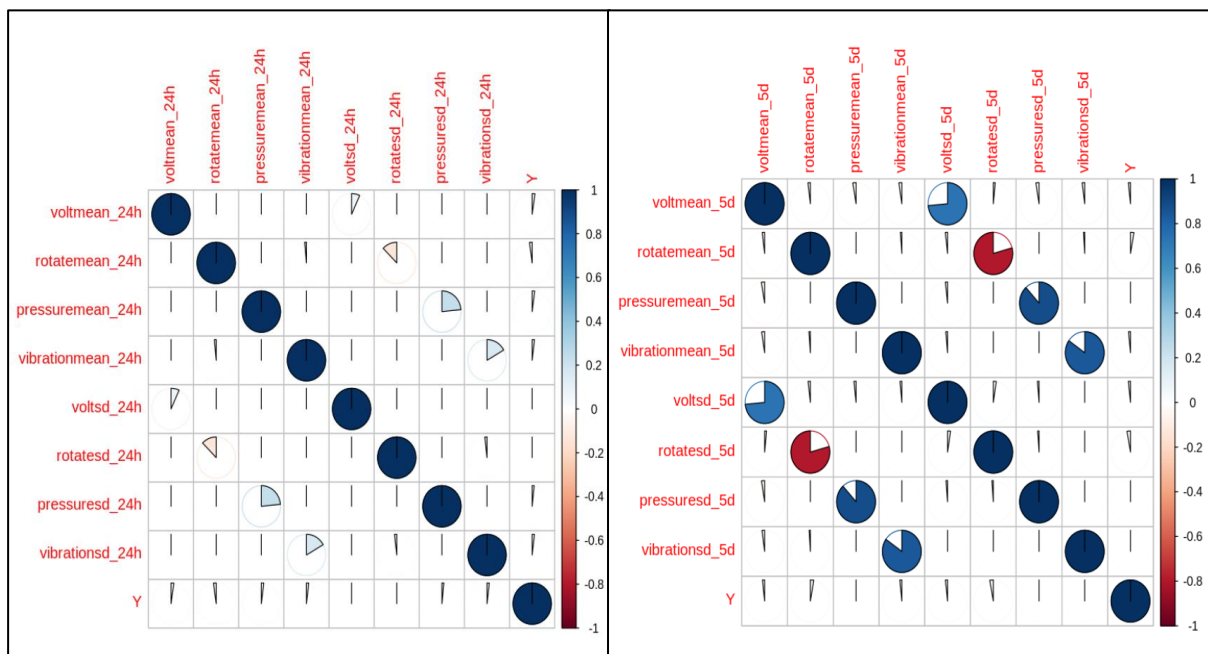 voltmean_24h
rotatemean_24h
pressuremean_24h
vibrationmean_24h
voltsd_24h
rotatesd_24h
pressuresd_24h
vibrationsd_24h
Y
voltmean_24h
rotatemean_24h
pressuremean_24h
vibrationmean_24h
voltsd_24h
rotatesd_24h
pressuresd_24h
vibrationsd_24h
Y
1
0.8
0.6
0.4
0.2
0
-0.2
-0.4
-0.6
-0.8
-1
voltmean_5d
rotatemean_5d
pressuremean_5d
vibrationmean_5d
voltsd_5d
rotatesd_5d
pressuresd_5d
vibrationsd_5d
Y
voltmean_5d
rotatemean_5d
pressuremean_5d
vibrationmean_5d
voltsd_5d
rotatesd_5d
pressuresd_5d
vibrationsd_5d
Y
1
0.8
0.6
0.4
0.2
0
-0.2
-0.4
-0.6
-0.8
-1